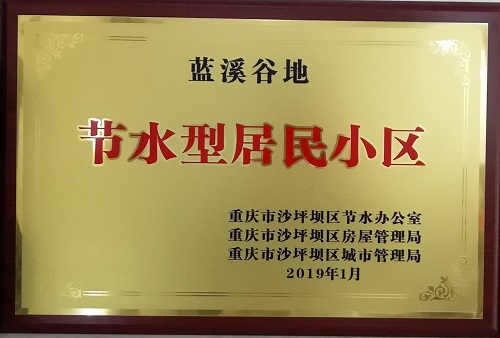 蓝溪谷地
节水型居民小区
重庆市沙坪坝区节水办公室
重庆市沙坪坝区房屋管理局
重庆市沙坪坝区城市管理局
2019年1月